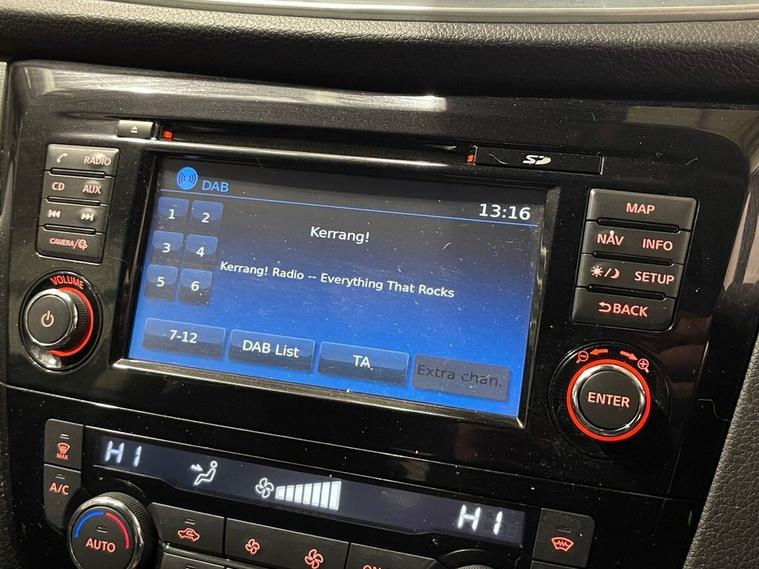 DAB
13:16
1 2
3 4
5 6
Kerrang!
Kerrang! Radio -- Everything That Rocks
7-12
DAB List
TA
Extra chan.
RADIO
CD AUX
CAMERA/
VOLUME
SD
MAP
NAV INFO
SETUP
BACK
ENTER
MAX
A/C
HI
HI
AUTO